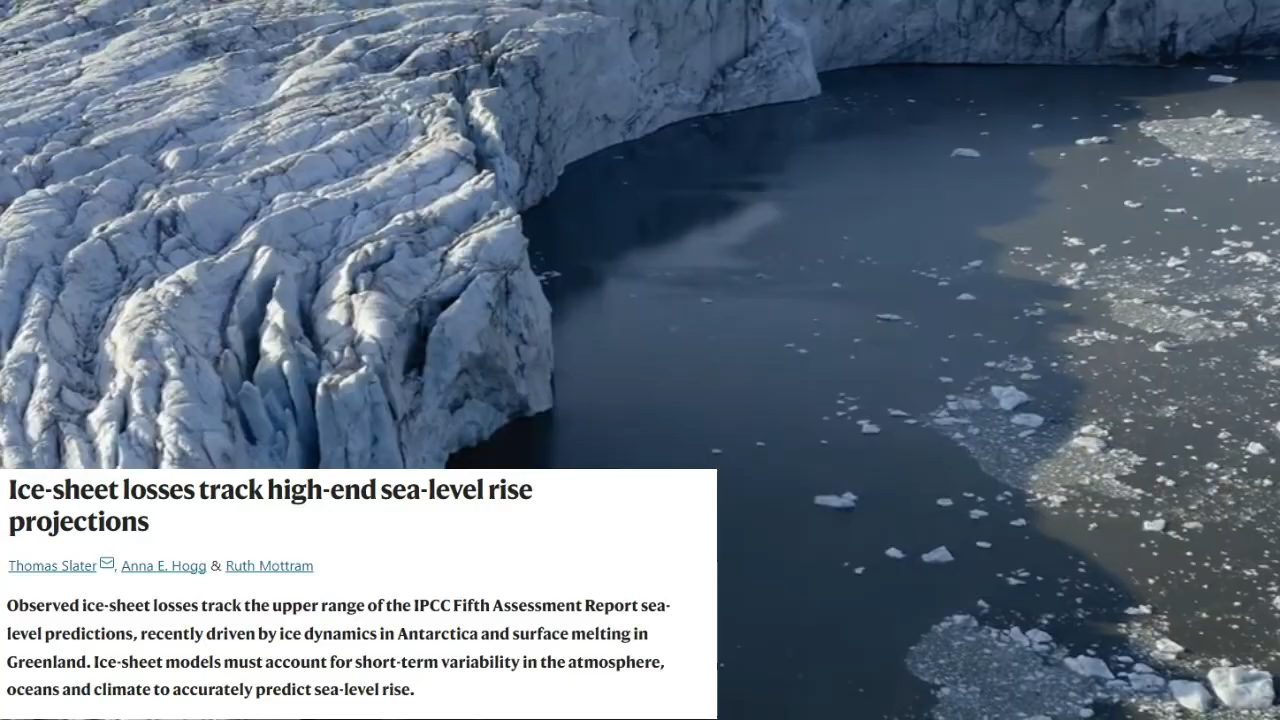 Ice-sheet losses track high-end sea-level rise
projections
Thomas Slater, Anna E. Hogg & Ruth Mottram
Observed ice-sheet losses track the upper range of the IPCC Fifth Assessment Report sea-
level predictions, recently driven by ice dynamics in Antarctica and surface melting in
Greenland. Ice-sheet models must account for short-term variability in the atmosphere,
oceans and climate to accurately predict sea-level rise.